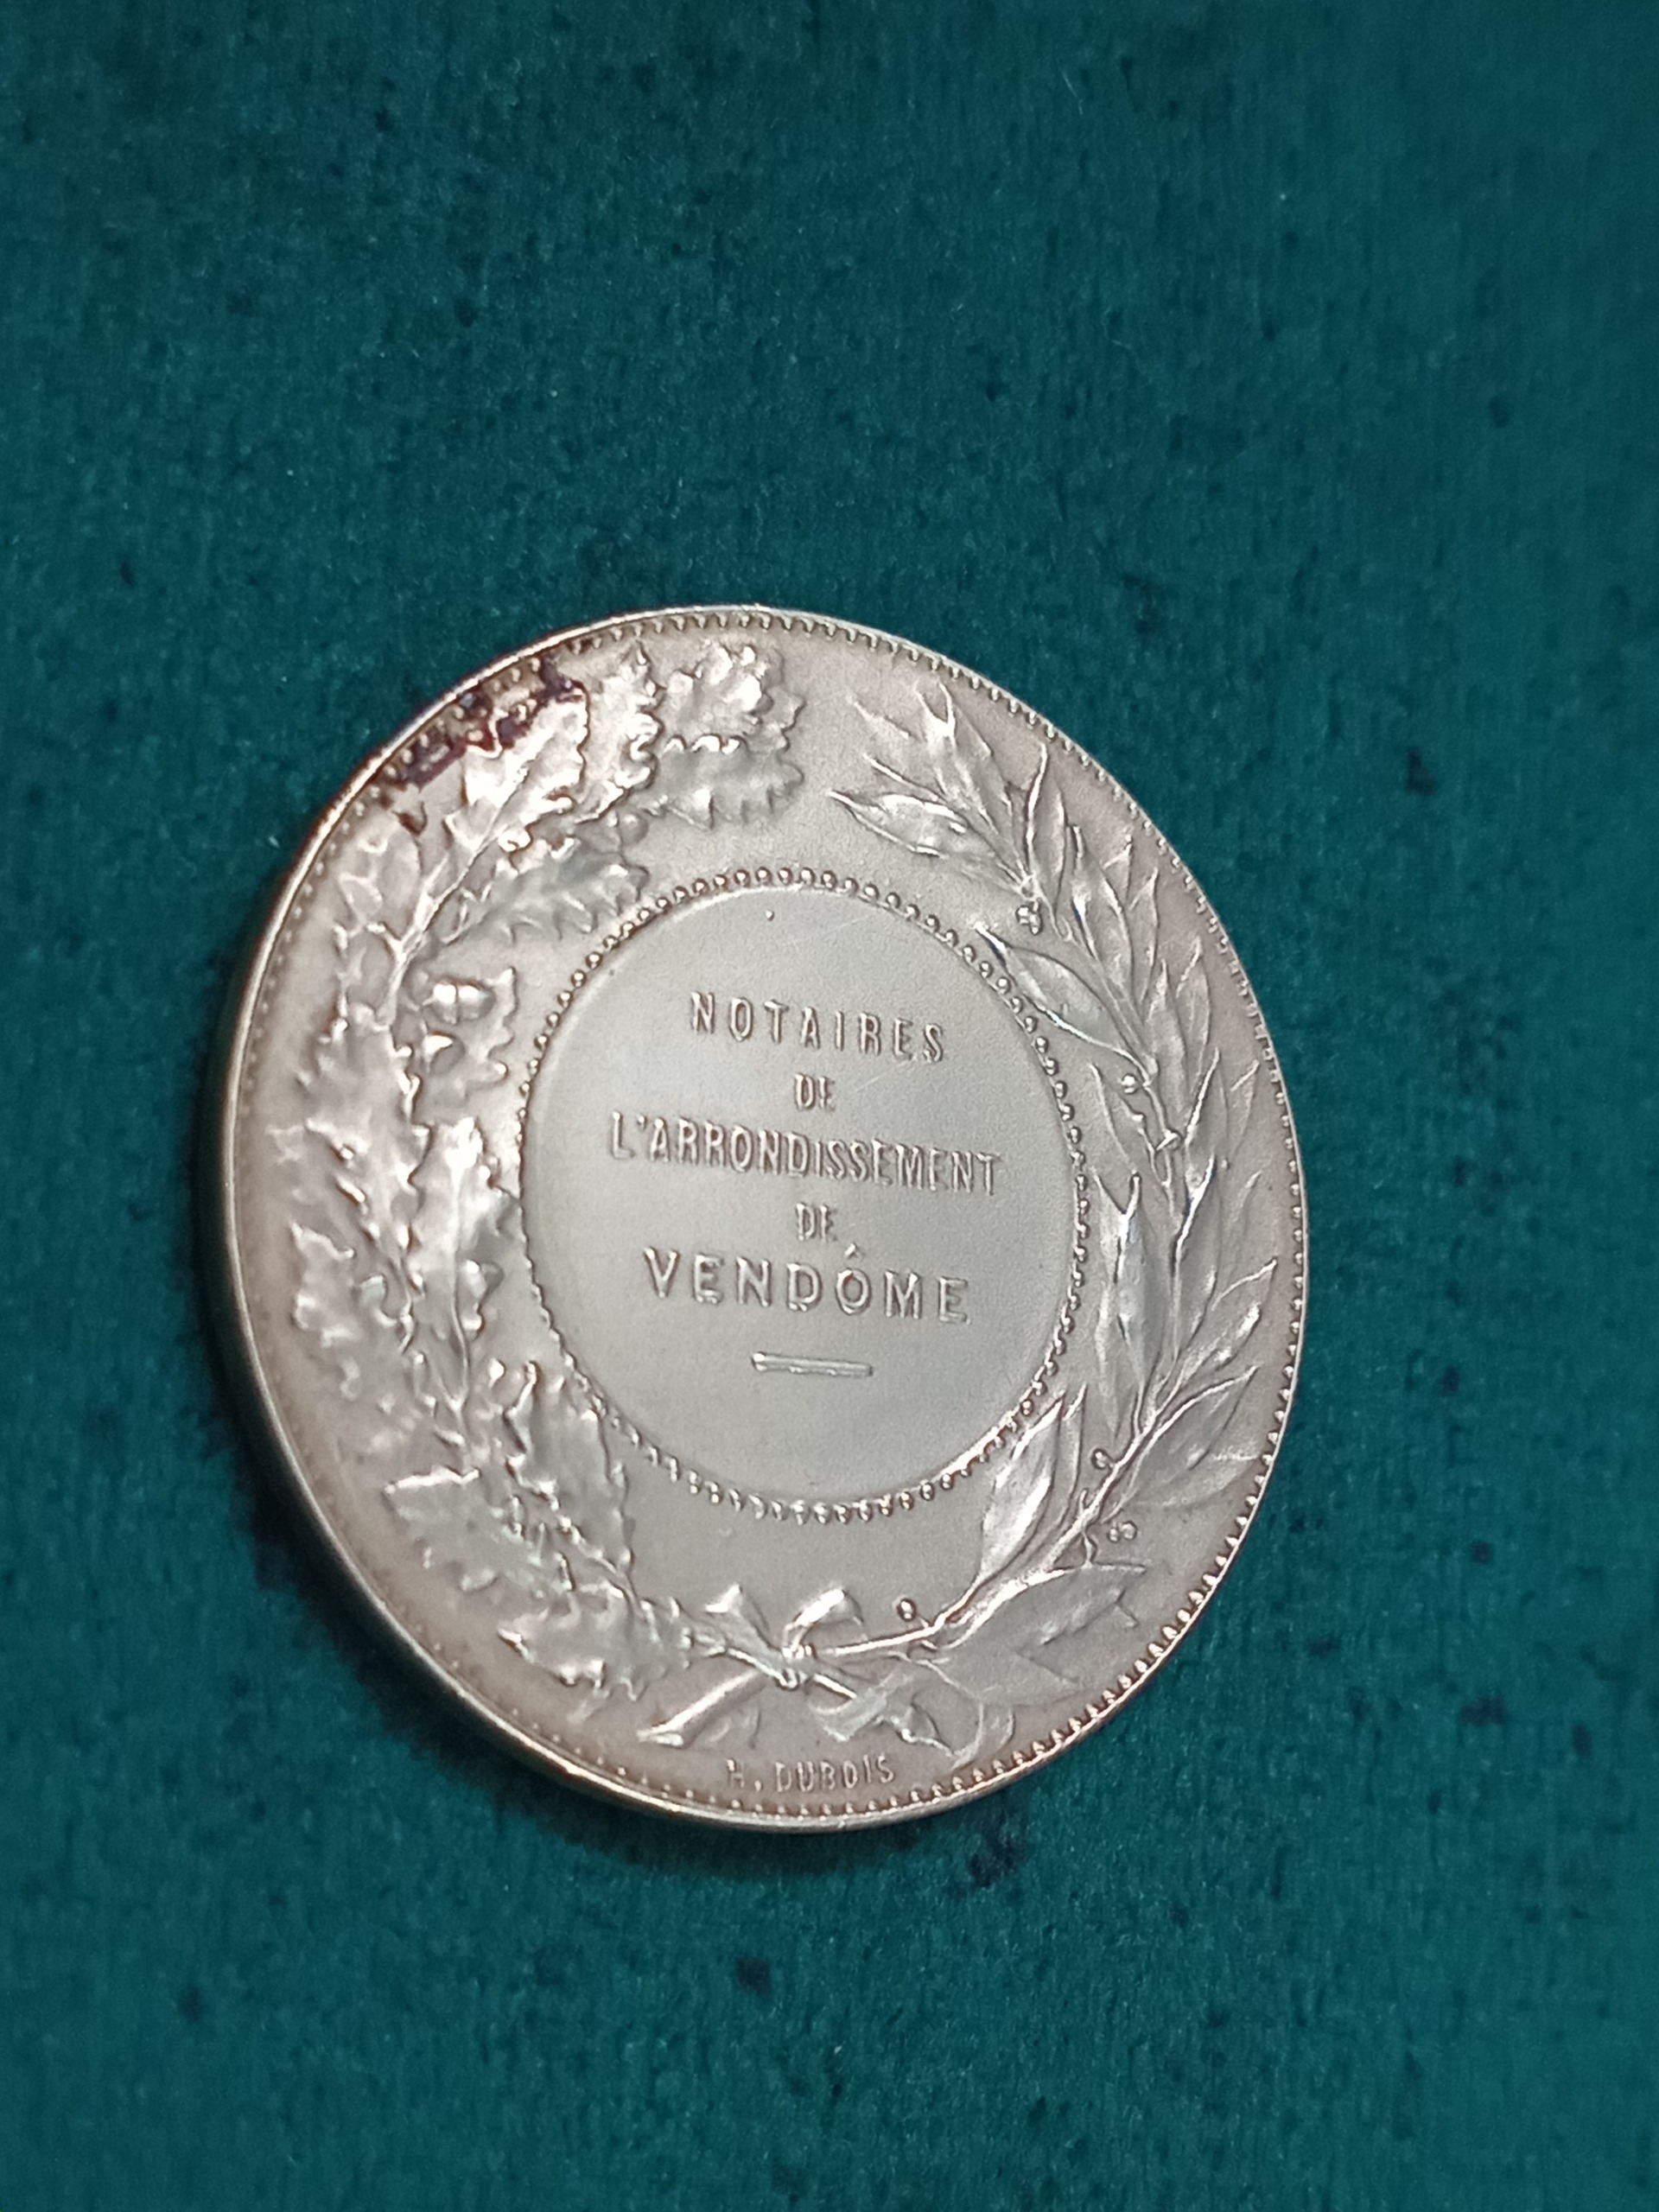 NOTAIRES
DE
L'ARRONDISSEMENT
DE
VENDÔME
H. DUBOIS